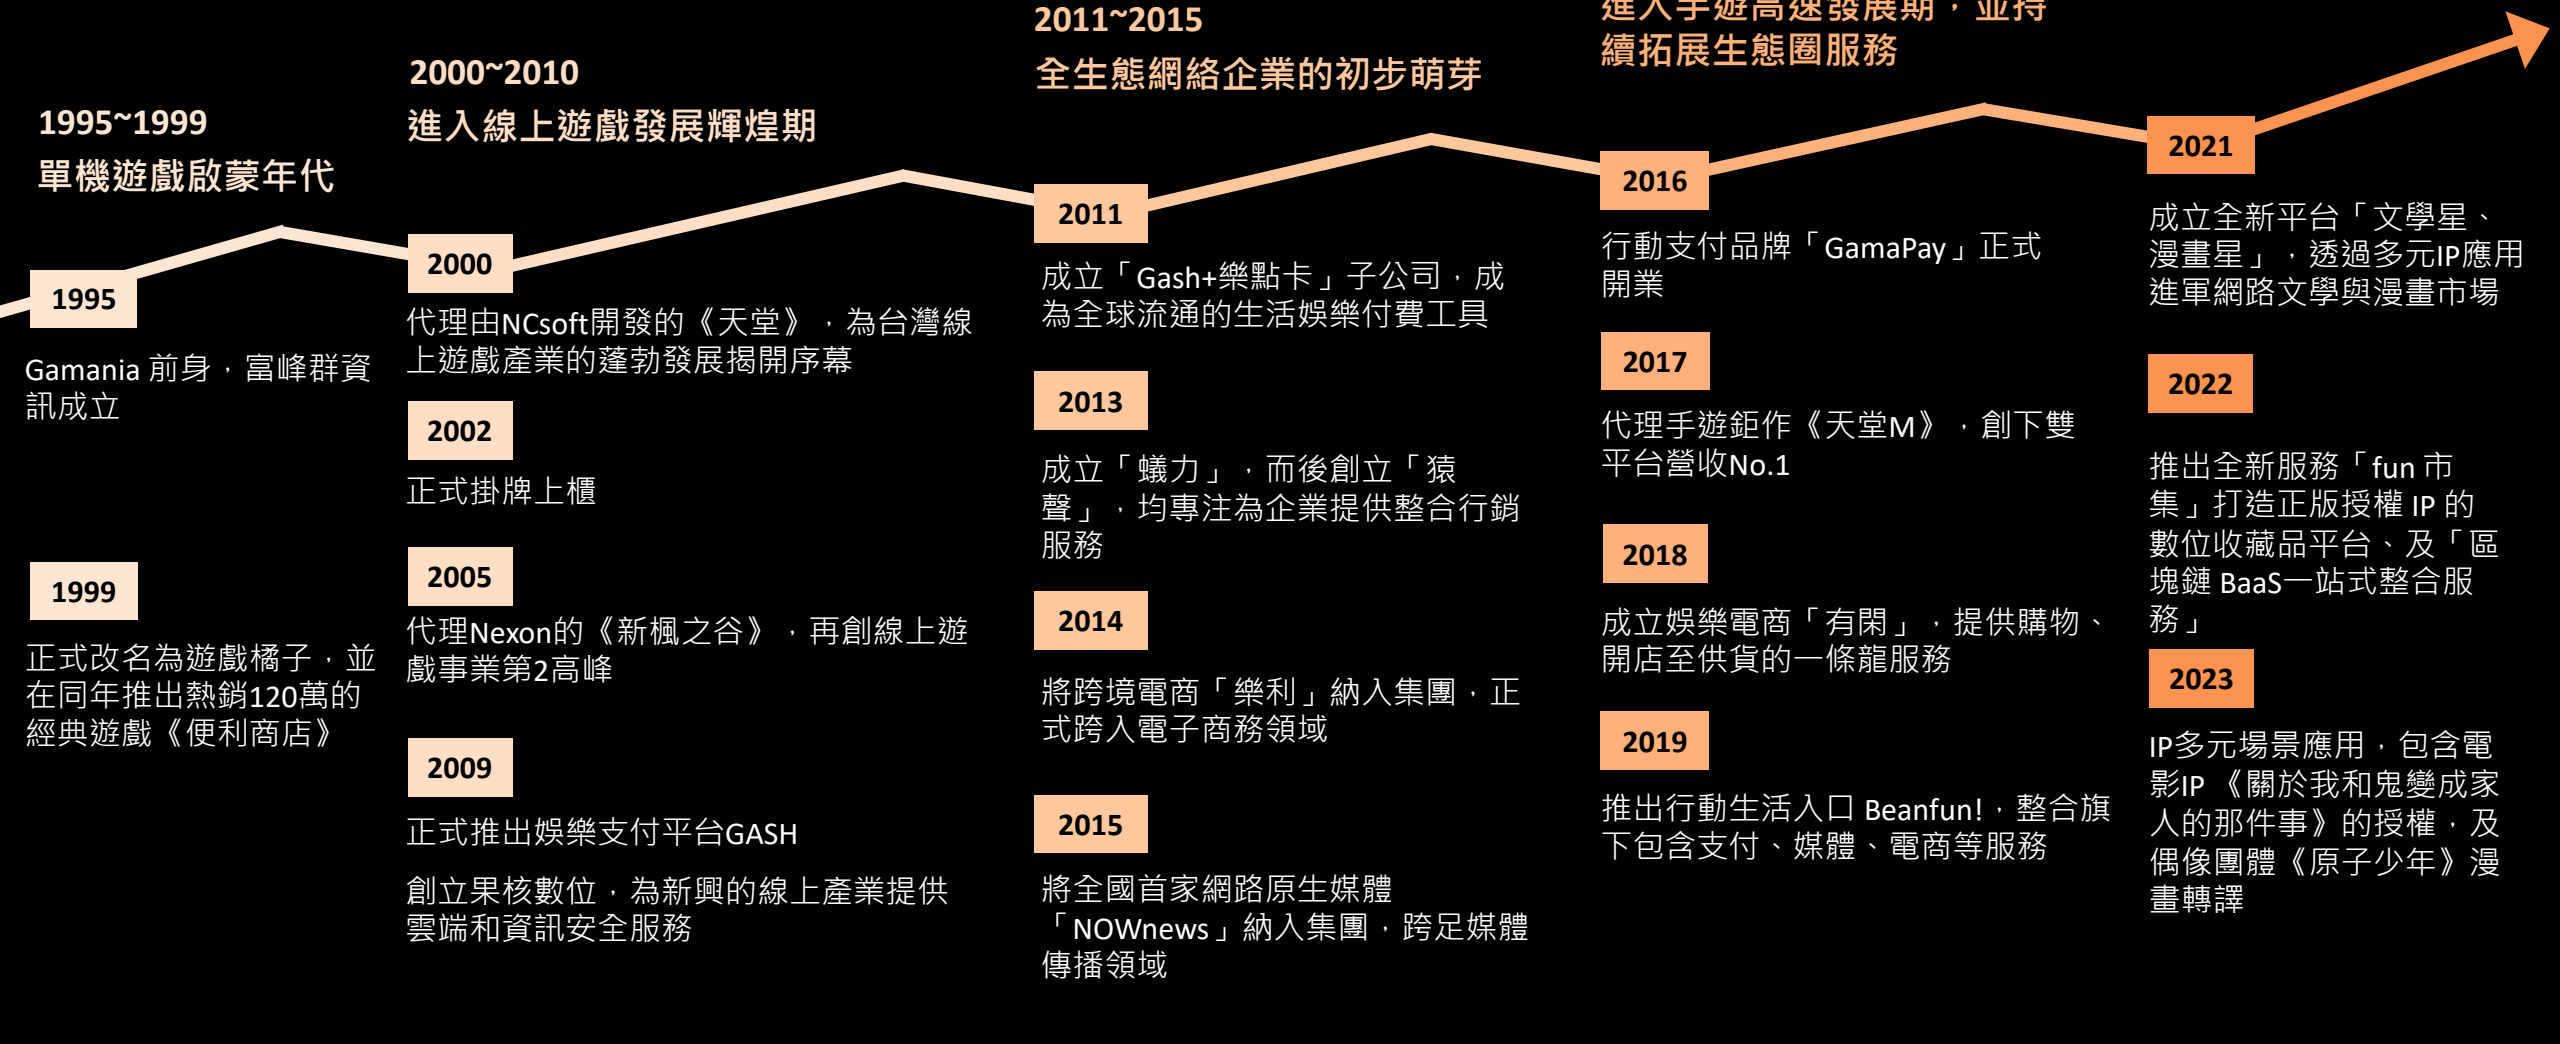 1995~1999
單機遊戲啟蒙年代
1995
Gamania 前身，富峰群資
訊成立
1999
正式改名為遊戲橘子，並
在同年推出熱銷120萬的
經典遊戲《便利商店》
2000~2010
進入線上遊戲發展輝煌期
2000
代理由NCsoft開發的《天堂》，為台灣線
上遊戲產業的蓬勃發展揭開序幕
2002
正式掛牌上櫃
2005
代理Nexon的《新楓之谷》，再創線上遊
戲事業第2高峰
2009
正式推出娛樂支付平台GASH
創立果核數位，為新興的線上產業提供
雲端和資訊安全服務
2011~2015
全生態網絡企業的初步萌芽
2011
成立「Gash+樂點卡」子公司，成
為全球流通的生活娛樂付費工具
2013
成立「蟻力」，而後創立「猿
聲」，均專注為企業提供整合行銷
服務
2014
將跨境電商「樂利」納入集團，正
式跨入電子商務領域
2015
將全國首家網路原生媒體
「NOWnews」納入集團，跨足媒體
傳播領域
進入手遊高速發展期，並持
續拓展生態圈服務
2016
行動支付品牌「GamaPay」正式
開業
2017
代理手遊鉅作《天堂M》，創下雙
平台營收No.1
2018
成立娛樂電商「有閑」，提供購物、
開店至供貨的一條龍服務
2019
推出行動生活入口 Beanfun!，整合旗
下包含支付、媒體、電商等服務
2021
成立全新平台「文學星、
漫畫星」，透過多元IP應用
進軍網路文學與漫畫市場
2022
推出全新服務「fun 市
集」打造正版授權 IP 的
數位收藏品平台、及「區
塊鏈 BaaS一站式整合服
務」
2023
IP多元場景應用，包含電
影IP《關於我和鬼變成家
人的那件事》的授權，及
偶像團體《原子少年》漫
畫轉譯